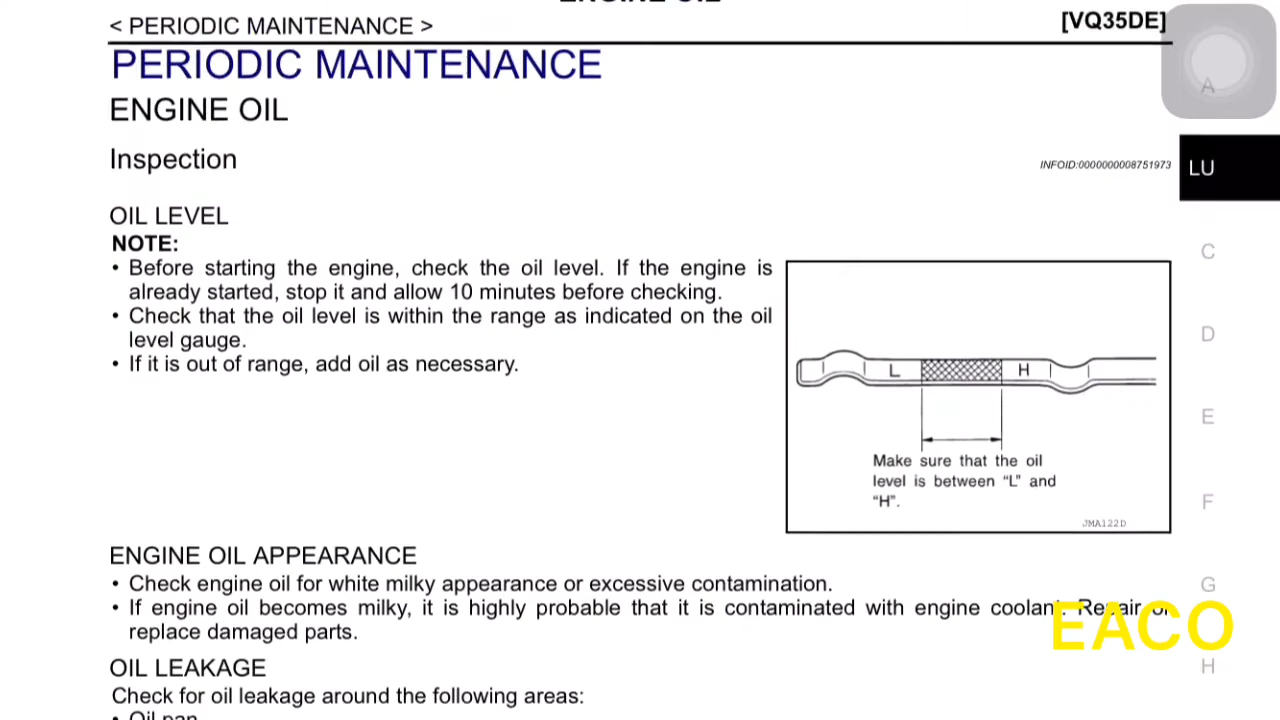 < PERIODIC MAINTENANCE >
[VQ35DE]
PERIODIC MAINTENANCE
A
ENGINE OIL
Inspection
INFOID:0000000008751973
LU
OIL LEVEL
NOTE:
• Before starting the engine, check the oil level. If the engine is
already started, stop it and allow 10 minutes before checking.
• Check that the oil level is within the range as indicated on the oil
level gauge.
• If it is out of range, add oil as necessary.
C
D
E
F
L
H
Make sure that the oil
level is between “L” and
“H”.
JMA122D
ENGINE OIL APPEARANCE
• Check engine oil for white milky appearance or excessive contamination.
G
• If engine oil becomes milky, it is highly probable that it is contaminated with engine coolant. Repair or
replace damaged parts.
EACO
OIL LEAKAGE
H
Check for oil leakage around the following areas:
• Oil pan